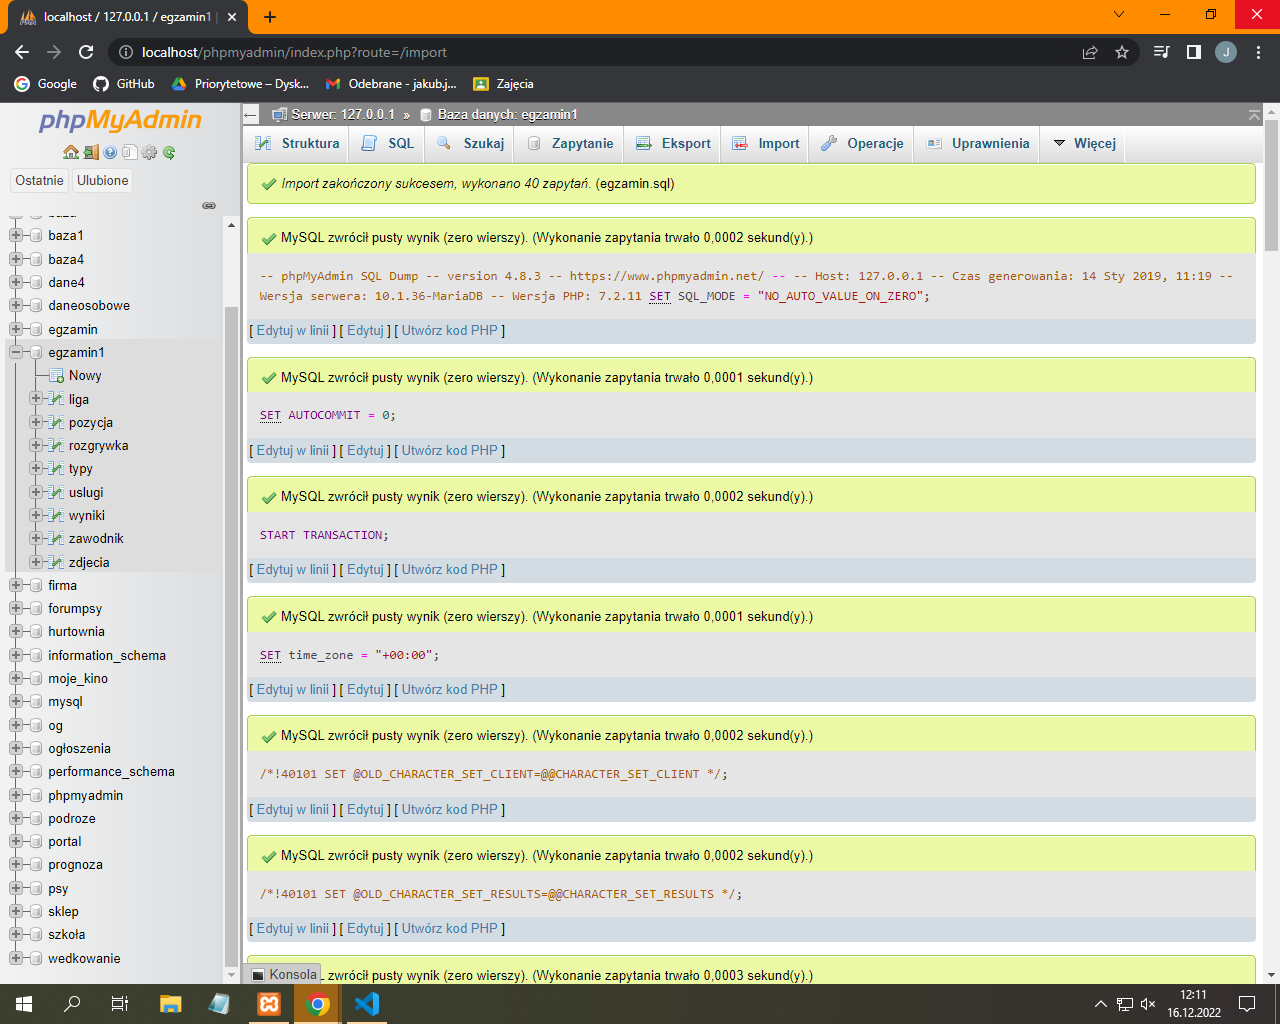 localhost / 127.0.0.1 / egzamin1 |
localhost/phpmyadmin/index.php?route=/import
J
Google GitHub Priorytetowe – Dysk... Odebrane - jakub.j... Zajęcia
phpMyAdmin
Ostatnie Ulubione
baza1
baza4
dane4
daneosobowe
egzamin
egzamin1
Nowy
liga
pozycja
rozgrywka
typy
uslugi
wyniki
zawodnik
zdjecia
firma
forumpsy
hurtownia
information_schema
moje_kino
mysql
og
ogłoszenia
performance_schema
phpmyadmin
podroze
portal
prognoza
psy
sklep
szkoła
wedkowanie
Serwer: 127.0.0.1 » Baza danych: egzamin1
Struktura SQL Szukaj Zapytanie Eksport Import Operacje Uprawnienia Więcej
Import zakończony sukcesem, wykonano 40 zapytań. (egzamin.sql)
MySQL zwrócił pusty wynik (zero wierszy). (Wykonanie zapytania trwało 0,0002 sekund(y).)
-- phpMyAdmin SQL Dump -- version 4.8.3 -- https://www.phpmyadmin.net/ -- -- Host: 127.0.0.1 -- Czas generowania: 14 Sty 2019, 11:19 --
Wersja serwera: 10.1.36-MariaDB -- Wersja PHP: 7.2.11 SET SQL_MODE = "NO_AUTO_VALUE_ON_ZERO";
[ Edytuj w linii ] [ Edytuj ] [ Utwórz kod PHP ]
MySQL zwrócił pusty wynik (zero wierszy). (Wykonanie zapytania trwało 0,0001 sekund(y).)
SET AUTOCOMMIT = 0;
[ Edytuj w linii ] [ Edytuj ] [ Utwórz kod PHP ]
MySQL zwrócił pusty wynik (zero wierszy). (Wykonanie zapytania trwało 0,0002 sekund(y).)
START TRANSACTION;
[ Edytuj w linii ] [ Edytuj ] [ Utwórz kod PHP ]
MySQL zwrócił pusty wynik (zero wierszy). (Wykonanie zapytania trwało 0,0001 sekund(y).)
SET time_zone = "+00:00";
[ Edytuj w linii ] [ Edytuj ] [ Utwórz kod PHP ]
MySQL zwrócił pusty wynik (zero wierszy). (Wykonanie zapytania trwało 0,0002 sekund(y).)
/*!40101 SET @OLD_CHARACTER_SET_CLIENT=@@CHARACTER_SET_CLIENT */;
[ Edytuj w linii ] [ Edytuj ] [ Utwórz kod PHP ]
MySQL zwrócił pusty wynik (zero wierszy). (Wykonanie zapytania trwało 0,0002 sekund(y).)
/*!40101 SET @OLD_CHARACTER_SET_RESULTS=@@CHARACTER_SET_RESULTS */;
[ Edytuj w linii ] [ Edytuj ] [ Utwórz kod PHP ]
Konsola zwrócił pusty wynik (zero wierszy). (Wykonanie zapytania trwało 0,0003 sekund(y).)
12:11
16.12.2022